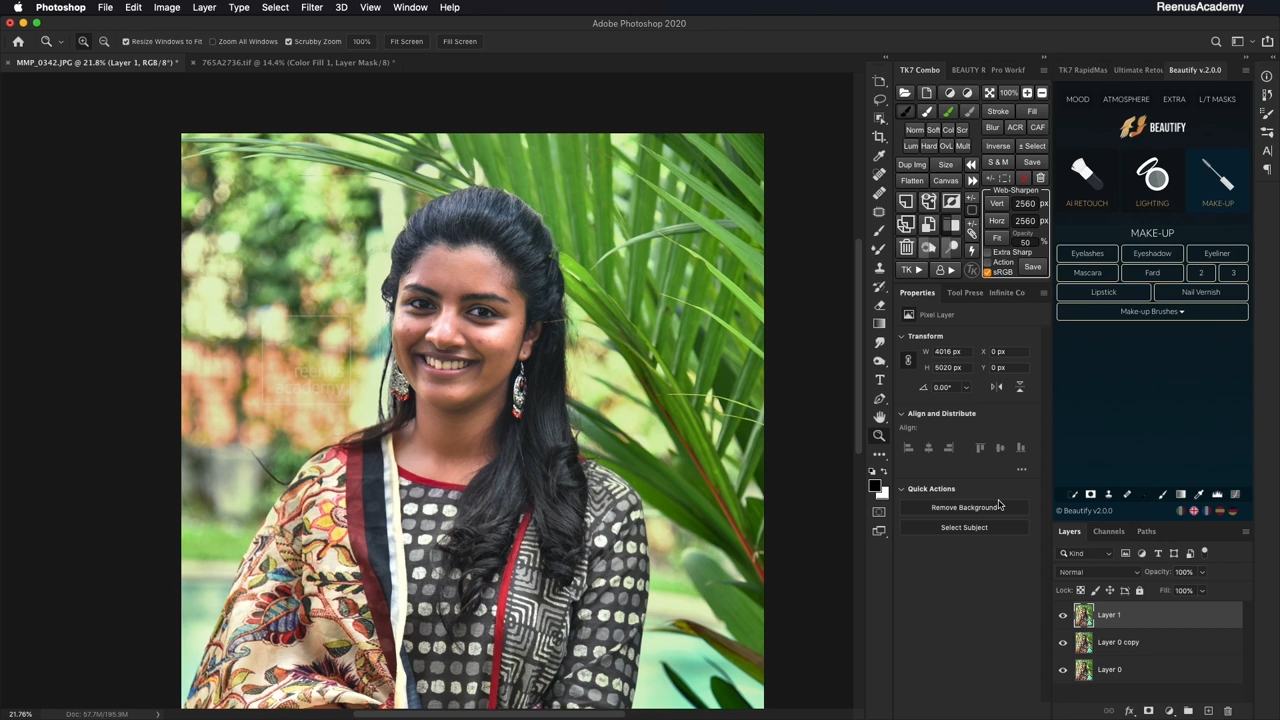 Photoshop File Edit Image Layer Type Select Filter 3D View Window Help ReenusAcademy
Adobe Photoshop 2020
Resize Windows to Fit Zoom All Windows Scrubby Zoom 100% Fit Screen Fill Screen
MMP_0342.JPG @ 21.8% (Layer 1, RGB/8*) * 765A2736.tif @ 14.4% (Color Fill 1, Layer Mask/8) *
TK7 Combo BEAUTY R Pro Workf
100%
Stroke Fill
Norm Soft Col Scr Blur ACR CAF
Lum Hard OvL Mult Inverse ± Select
Dup Img Size S & M Save
Flatten Canvas
Web-Sharpen
Vert 2560 px
Horz 2560 px
Fit Opacity 50 %
Extra Sharp
Action
sRGB Save
TK
Properties Tool Prese Infinite Co
Pixel Layer
Transform
W 4016 px X 0 px
H 5020 px Y 0 px
0.00°
Align and Distribute
Align:
Quick Actions
Remove Background
Select Subject
TK7 RapidMas Ultimate Retou Beautify v.2.0.0
MOOD ATMOSPHERE EXTRA L/T MASKS
BEAUTIFY
AI RETOUCH LIGHTING MAKE-UP
MAKE-UP
Eyelashes Eyeshadow Eyeliner
Mascara Fard 2 3
Lipstick Nail Vernish
Make-up Brushes
© Beautify v2.0.0
Layers Channels Paths
Kind
Normal Opacity: 100%
Lock: Fill: 100%
Layer 1
Layer 0 copy
Layer 0
reenus
academy
21.76% Doc: 57.7M/195.9M